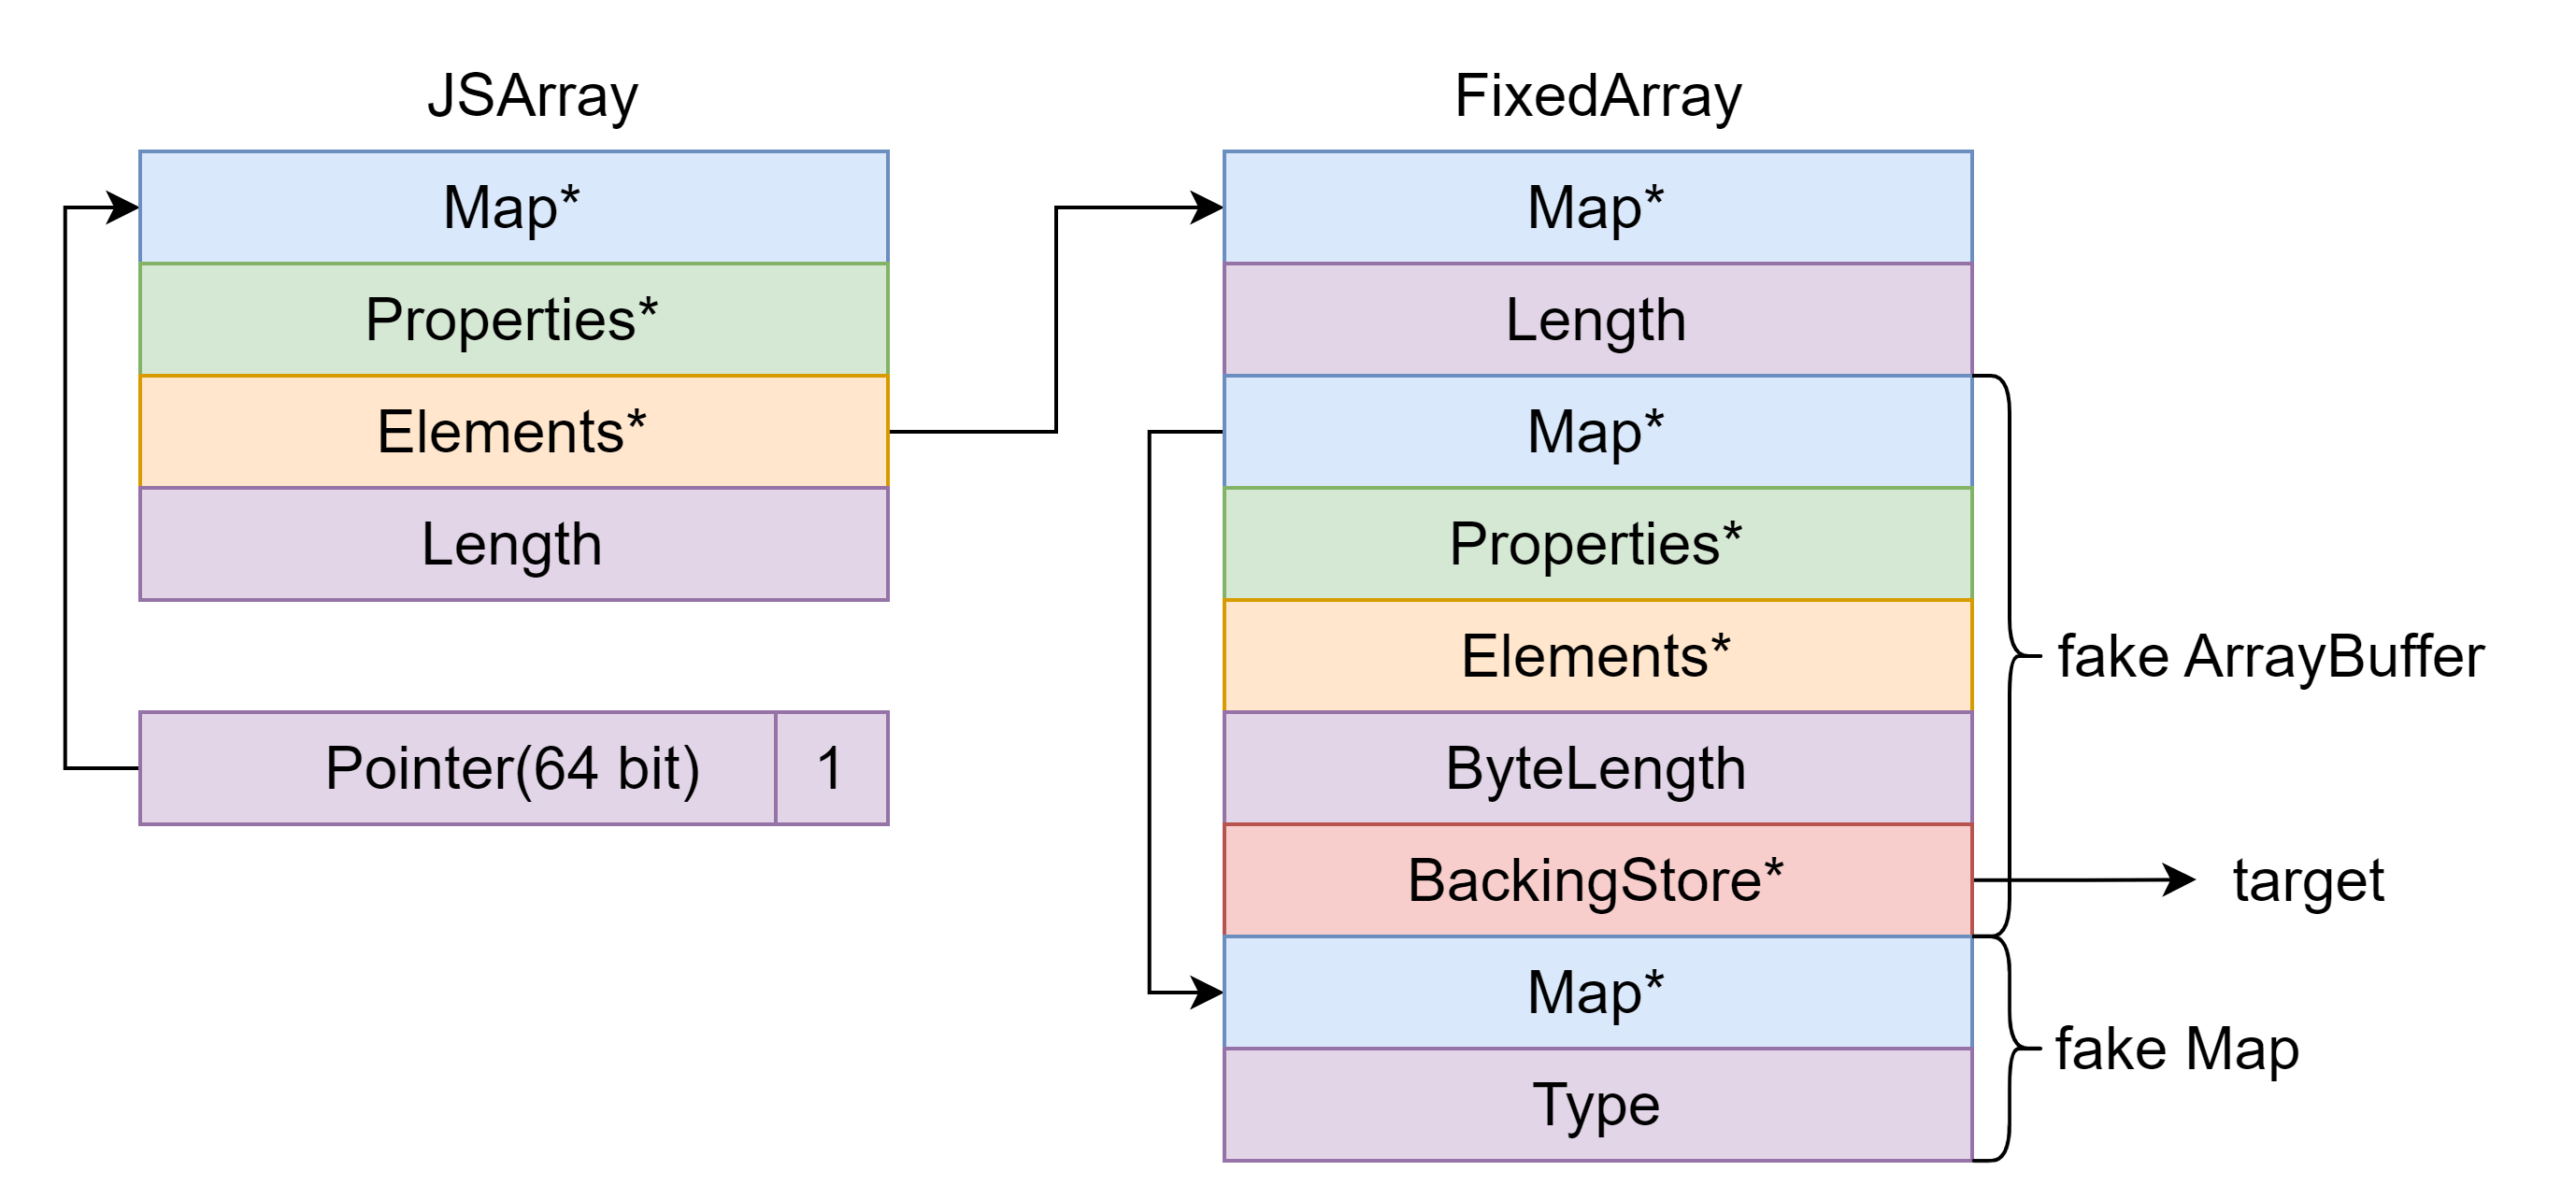 JSArray
Map*
Properties*
Elements*
Length
Pointer(64 bit) 1
FixedArray
Map*
Length
Map*
Properties*
Elements*
ByteLength
BackingStore*
Map*
Type
fake ArrayBuffer
target
fake Map